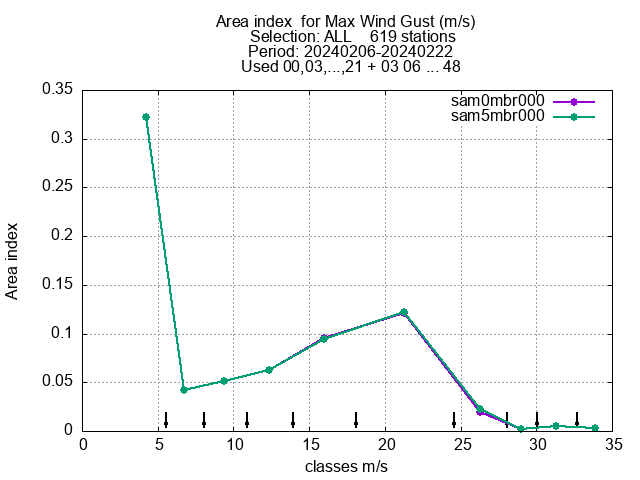 Area index  for Max Wind Gust (m/s)
Selection: ALL    619 stations
Period: 20240206-20240222
Used 00,03,...,21 + 03 06 ... 48
sam0mbr000
sam5mbr000
0.35
0.3
0.25
0.2
0.15
0.1
0.05
0
Area index
0 5 10 15 20 25 30 35
classes m/s